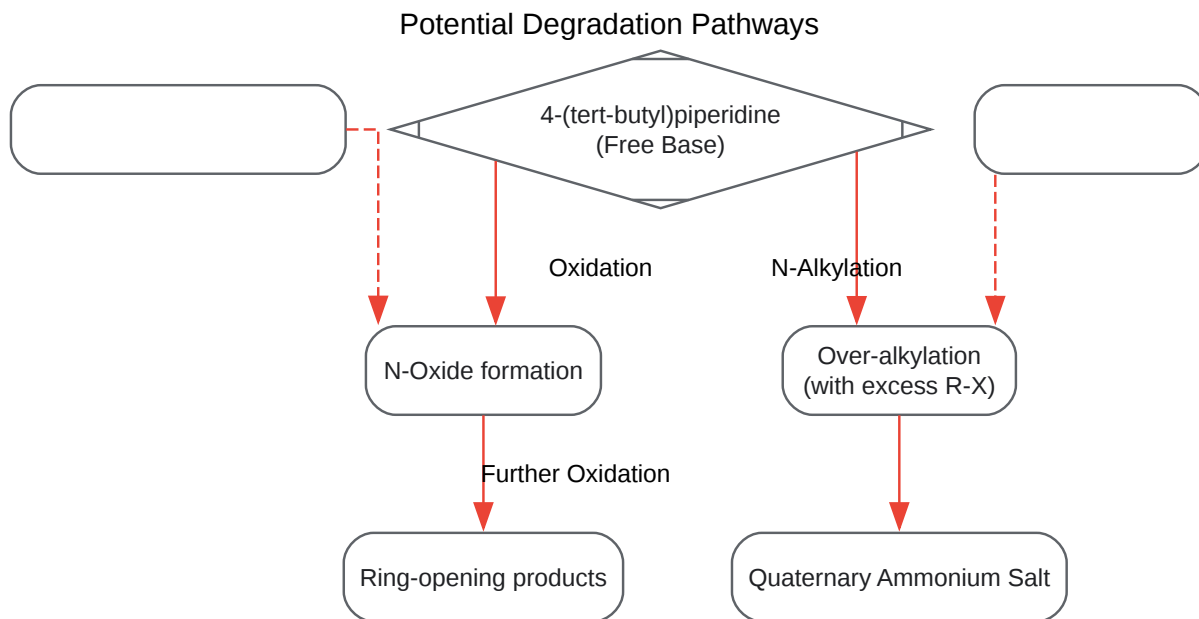 Potential Degradation Pathways
4-(tert-butyl)piperidine
(Free Base)
Oxidation
N-Alkylation
N-Oxide formation
Over-alkylation
(with excess R-X)
Further Oxidation
Ring-opening products
Quaternary Ammonium Salt